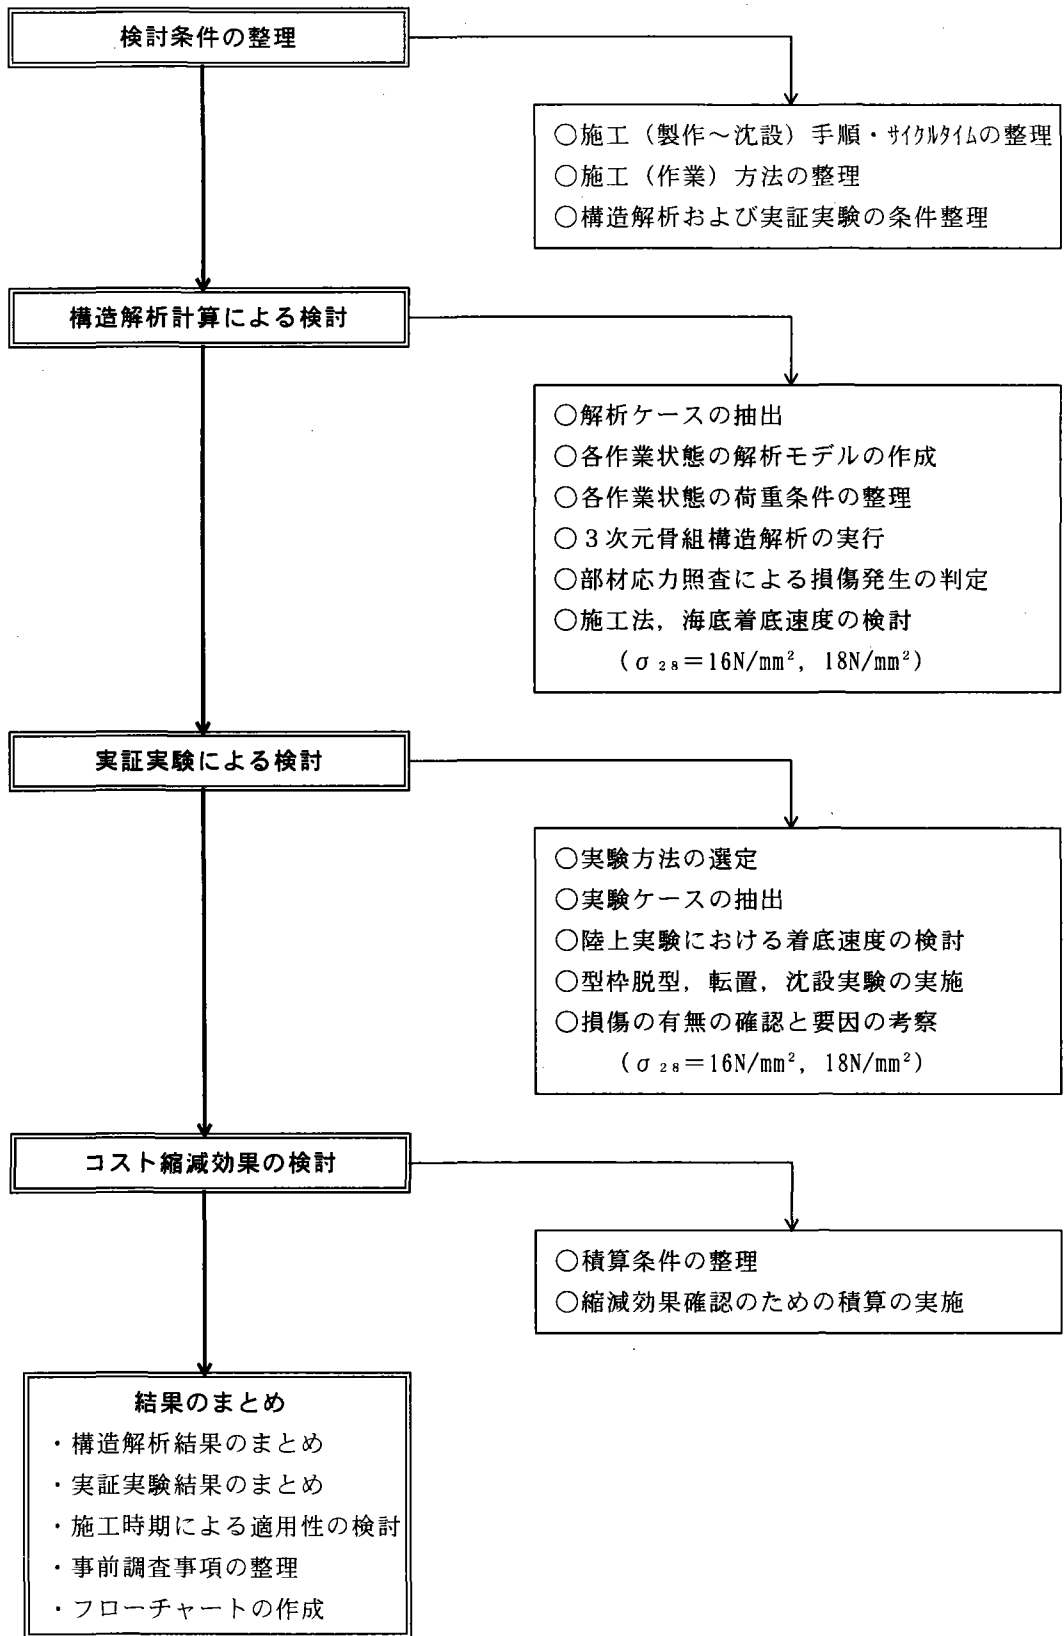 検討条件の整理
○施工（製作～沈設）手順・ｻｲｸﾙﾀｲﾑの整理
○施工（作業）方法の整理
○構造解析および実証実験の条件整理
構造解析計算による検討
○解析ケースの抽出
○各作業状態の解析モデルの作成
○各作業状態の荷重条件の整理
○３次元骨組構造解析の実行
○部材応力照査による損傷発生の判定
○施工法，海底着底速度の検討
（σ₂₈＝16N/mm²，18N/mm²）
実証実験による検討
○実験方法の選定
○実験ケースの抽出
○陸上実験における着底速度の検討
○型枠脱型，転置，沈設実験の実施
○損傷の有無の確認と要因の考察
（σ₂₈＝16N/mm²，18N/mm²）
コスト縮減効果の検討
○積算条件の整理
○縮減効果確認のための積算の実施
結果のまとめ
・構造解析結果のまとめ
・実証実験結果のまとめ
・施工時期による適用性の検討
・事前調査事項の整理
・フローチャートの作成